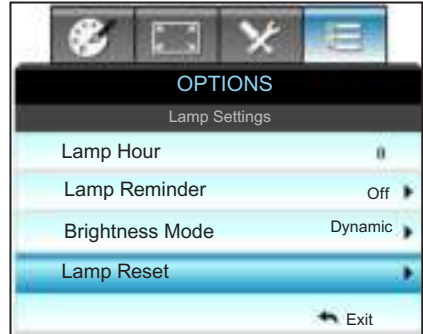 OPTIONS
Lamp Settings
Lamp Hour 0
Lamp Reminder Off
Brightness Mode Dynamic
Lamp Reset
Exit